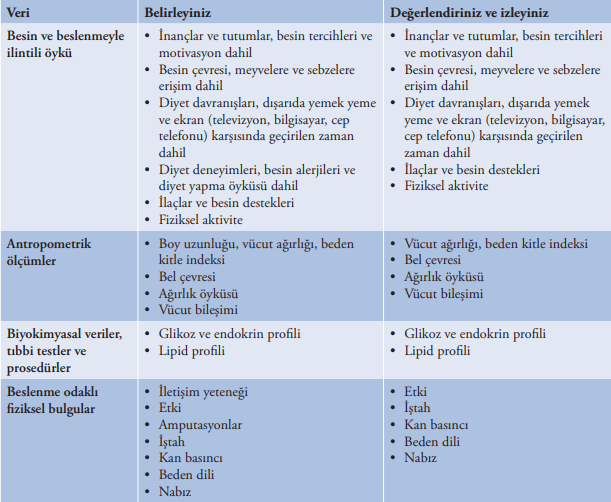 Veri
Belirleyiniz
Değerlendiriniz ve izleyiniz
Besin ve beslenmeyle
ilintili öykü
• İnançlar ve tutumlar, besin tercihleri ve
motivasyon dahil
• Besin çevresi, meyvelere ve sebzelere
erişim dahil
• Diyet davranışları, dışarıda yemek yeme
ve ekran (televizyon, bilgisayar, cep
telefonu) karşısında geçirilen zaman
dahil
• Diyet deneyimleri, besin alerjileri ve
diyet yapma öyküsü dahil
• İlaçlar ve besin destekleri
• Fiziksel aktivite
• İnançlar ve tutumlar, besin tercihleri
ve motivasyon dahil
• Besin çevresi, meyvelere ve sebzelere
erişim dahil
• Diyet davranışları, dışarıda yemek
yeme ve ekran (televizyon, bilgisayar,
cep telefonu) karşısında geçirilen
zaman dahil
• İlaçlar ve besin destekleri
• Fiziksel aktivite
Antropometrik
ölçümler
• Boy uzunluğu, vücut ağırlığı, beden
kitle indeksi
• Bel çevresi
• Ağırlık öyküsü
• Vücut bileşimi
• Vücut ağırlığı, beden kitle indeksi
• Bel çevresi
• Ağırlık öyküsü
• Vücut bileşimi
Biyokimyasal veriler,
tıbbi testler ve
prosedürler
• Glikoz ve endokrin profili
• Lipid profili
• Glikoz ve endokrin profili
• Lipid profili
Beslenme odaklı
fiziksel bulgular
• İletişim yeteneği
• Etki
• Amputasyonlar
• İştah
• Kan basıncı
• Beden dili
• Nabız
• Etki
• İştah
• Kan basıncı
• Beden dili
• Nabız